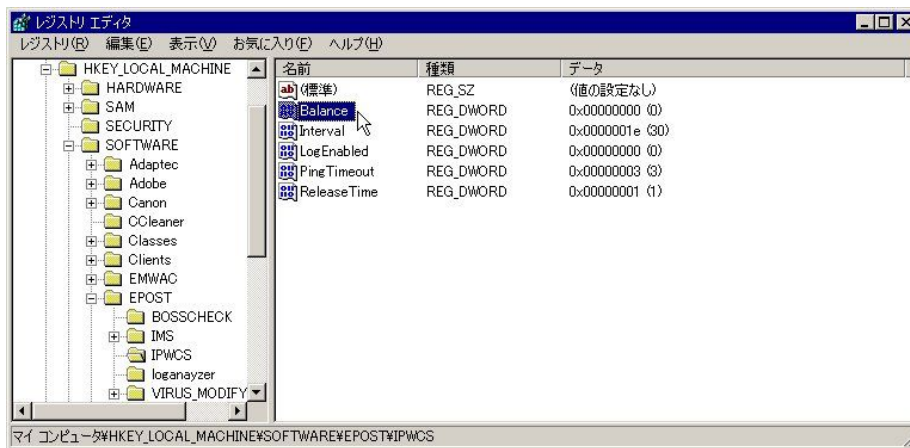 レジストリ エディタ
レジストリ(R) 編集(E) 表示(V) お気に入り(F) ヘルプ(H)
HKEY_LOCAL_MACHINE
HARDWARE
SAM
SECURITY
SOFTWARE
Adaptec
Adobe
Canon
CCleaner
Classes
Clients
EMWAC
EPOST
BOSSCHECK
IMS
IPWCS
loganayzer
VIRUS_MODIFY
名前 種類 データ
ab (標準) REG_SZ (値の設定なし)
Balance REG_DWORD 0x00000000 (0)
Interval REG_DWORD 0x0000001e (30)
LogEnabled REG_DWORD 0x00000000 (0)
PingTimeout REG_DWORD 0x00000003 (3)
ReleaseTime REG_DWORD 0x00000001 (1)
マイ コンピュータ¥HKEY_LOCAL_MACHINE¥SOFTWARE¥EPOST¥IPWCS